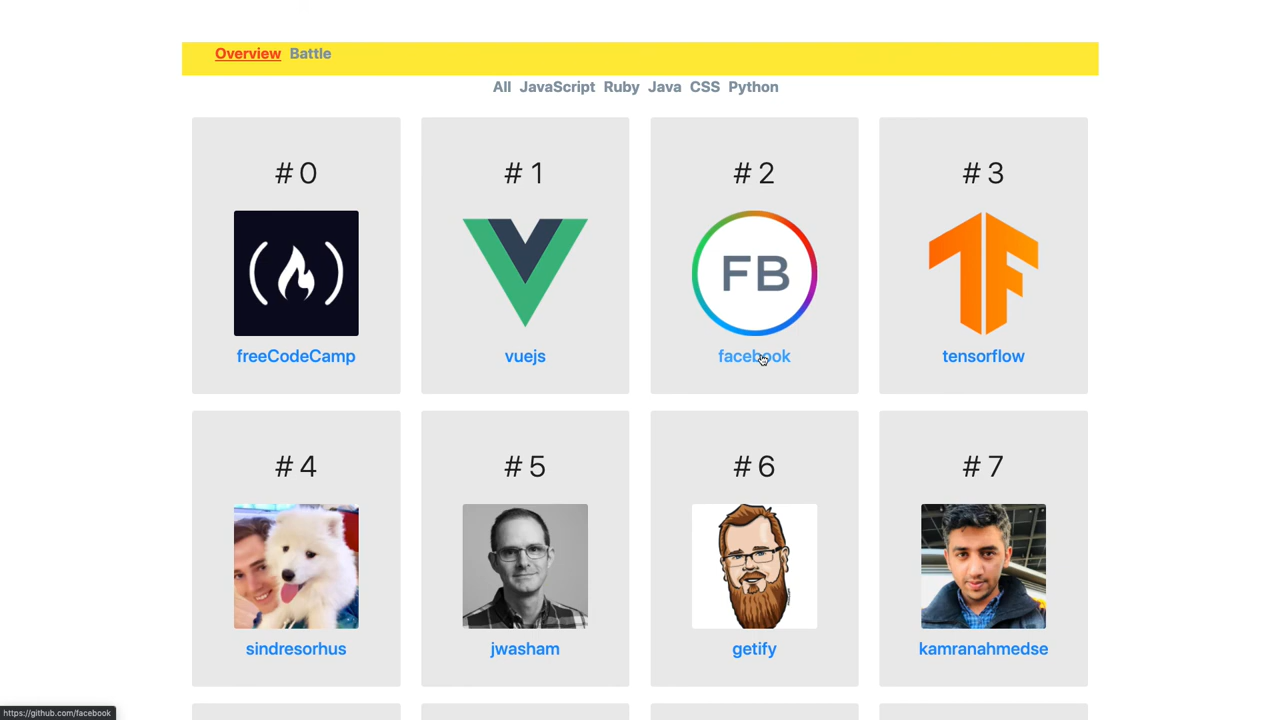 Overview Battle
All JavaScript Ruby Java CSS Python
# 0
# 1
# 2
# 3
FB
freeCodeCamp
vuejs
facebook
tensorflow
# 4
# 5
# 6
# 7
sindresorhus
jwasham
getify
kamranahmedse
https://github.com/facebook